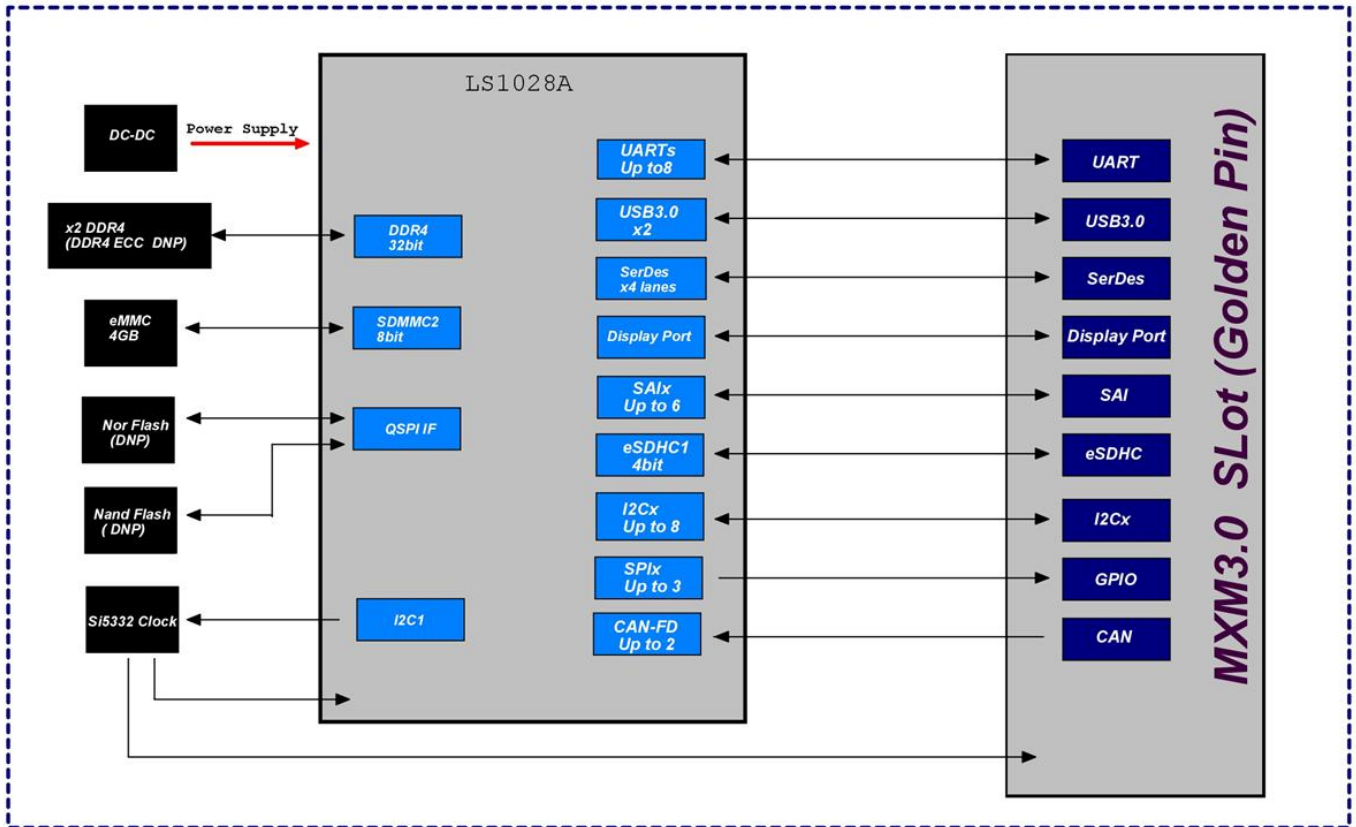 LS1028A
DC-DC
Power Supply
x2 DDR4
(DDR4 ECC DNP)
eMMC
4GB
Nor Flash
(DNP)
Nand Flash
( DNP)
Si5332 Clock
DDR4
32bit
SDMMC2
8bit
QSPI IF
I2C1
UARTs
Up to8
USB3.0
x2
SerDes
x4 lanes
Display Port
SAIx
Up to 6
eSDHC1
4bit
I2Cx
Up to 8
SPIx
Up to 3
CAN-FD
Up to 2
UART
USB3.0
SerDes
Display Port
SAI
eSDHC
I2Cx
GPIO
CAN
MXM3.0 SLot (Golden Pin)